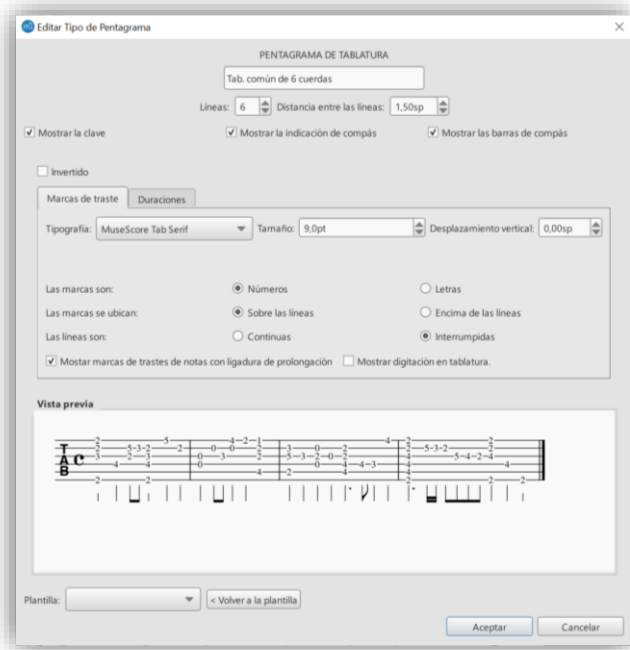 Editar Tipo de Pentagrama
PENTAGRAMA DE TABLATURA
Tab. común de 6 cuerdas
Líneas: 6 Distancia entre las líneas: 1,50sp
Mostrar la clave Mostrar la indicación de compás Mostrar las barras de compás
Invertido
Marcas de traste Duraciones
Tipografía: MuseScore Tab Serif Tamaño: 9,0pt Desplazamiento vertical: 0,00sp
Las marcas son: Números Letras
Las marcas se ubican: Sobre las líneas Encima de las líneas
Las líneas son: Continuas Interrumpidas
Mostar marcas de trastes de notas con ligadura de prolongación Mostrar digitación en tablatura.
Vista previa
TAB
Plantilla: < Volver a la plantilla
Aceptar Cancelar